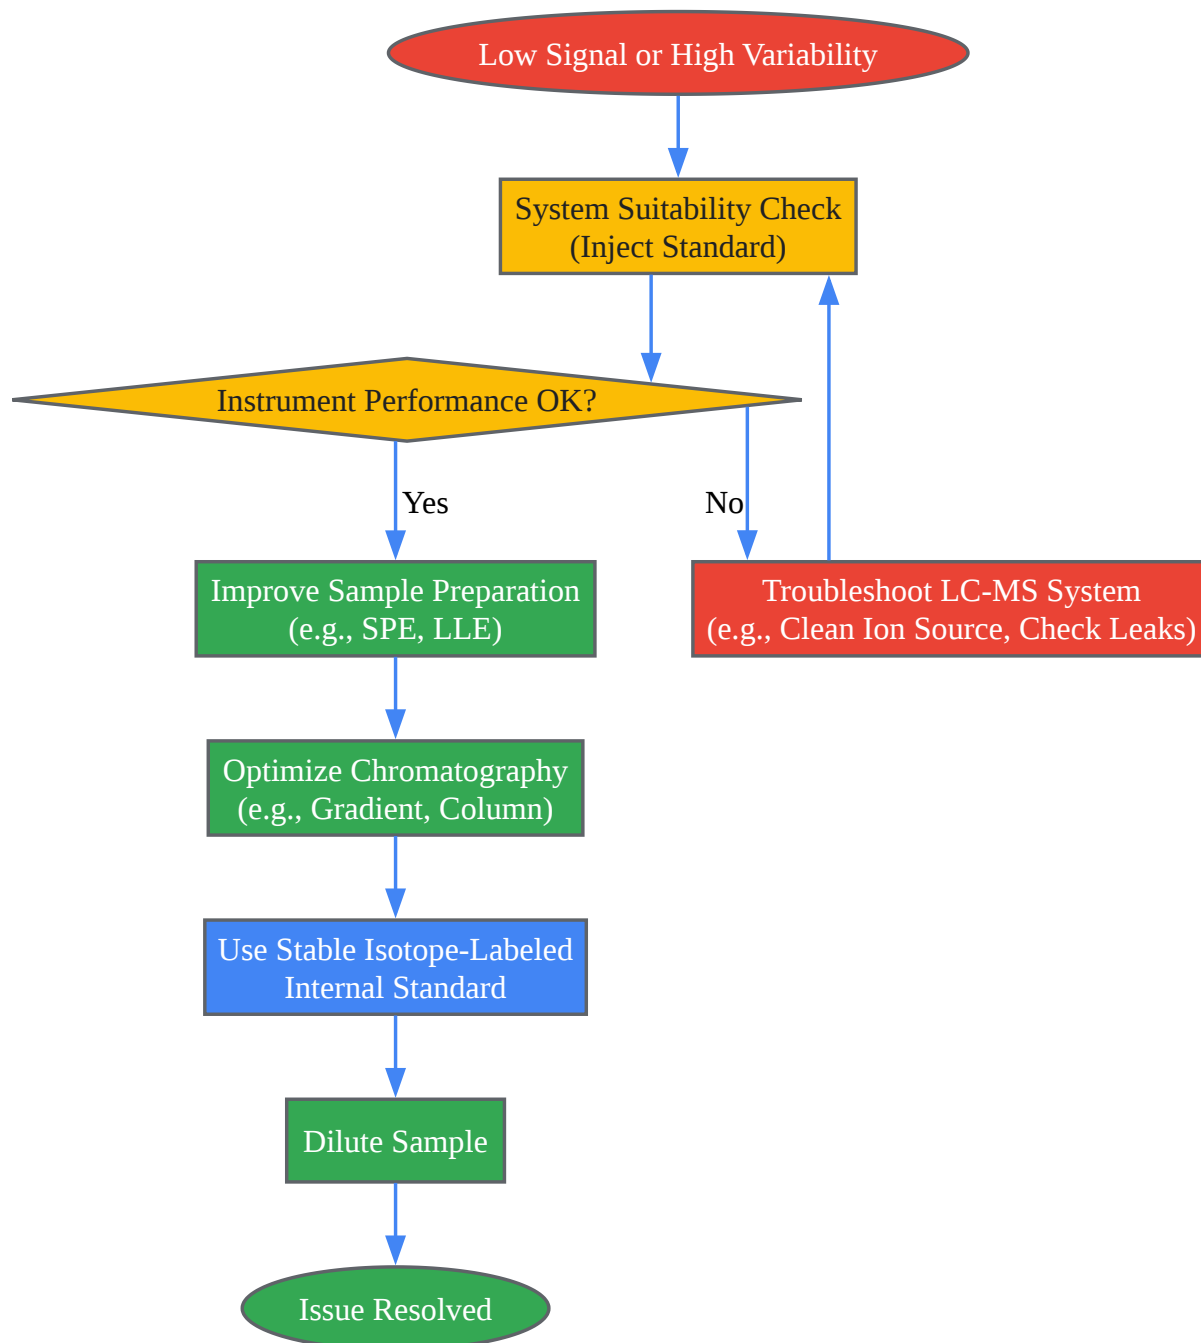 Low Signal or High Variability
System Suitability Check
(Inject Standard)
Instrument Performance OK?
Yes
No
Improve Sample Preparation
(e.g., SPE, LLE)
Troubleshoot LC-MS System
(e.g., Clean Ion Source, Check Leaks)
Optimize Chromatography
(e.g., Gradient, Column)
Use Stable Isotope-Labeled
Internal Standard
Dilute Sample
Issue Resolved